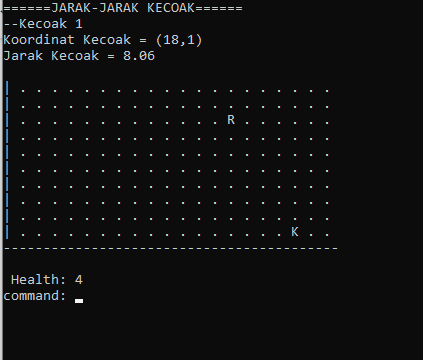 ======JARAK-JARAK KECOAK======
--Kecoak 1
Koordinat Kecoak = (18,1)
Jarak Kecoak = 8.06
| . . . . . . . . . . . . . . . . . . . .
| . . . . . . . . . . . . . . . . . . . .
| . . . . . . . . . . . . . R . . . . . .
| . . . . . . . . . . . . . . . . . . . .
| . . . . . . . . . . . . . . . . . . . .
| . . . . . . . . . . . . . . . . . . . .
| . . . . . . . . . . . . . . . . . . . .
| . . . . . . . . . . . . . . . . . . . .
| . . . . . . . . . . . . . . . . . . . .
| . . . . . . . . . . . . . . . . . K . .
------------------------------------------
Health: 4
command: